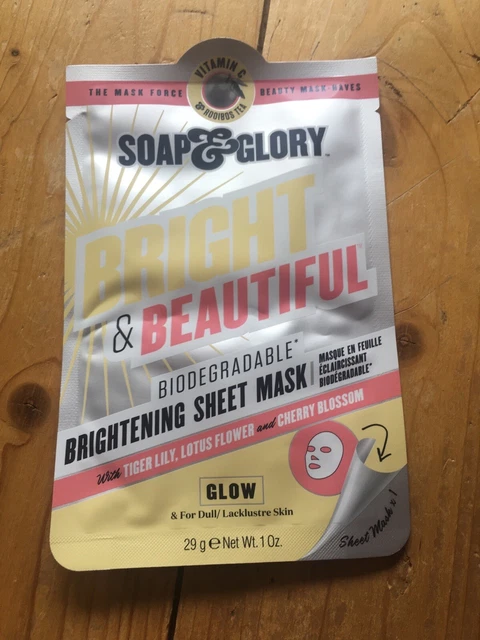 VITAMIN C
& ROOIBOS TEA
THE MASK FORCE
BEAUTY MASK-HAVES
SOAP&GLORY
BRIGHT
& BEAUTIFUL
BIODEGRADABLE*
BRIGHTENING SHEET MASK
MASQUE EN FEUILLE
ÉCLAIRCISSANT
BIODÉGRADABLE*
With TIGER LILY, LOTUS FLOWER and CHERRY BLOSSOM
GLOW
& For Dull/ Lacklustre Skin
29 g e Net Wt. 1 Oz.
Sheet Mask x 1